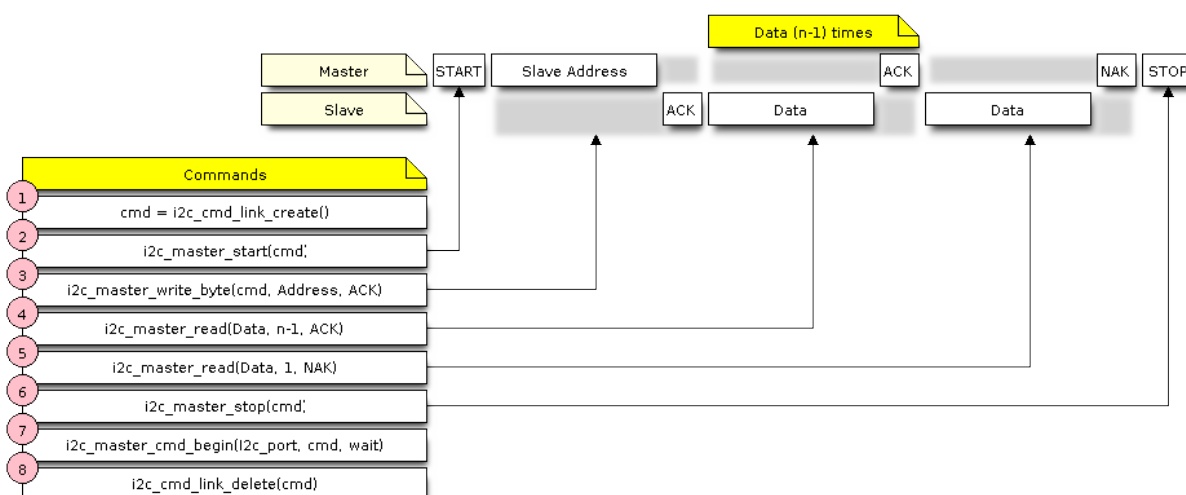 Data (n-1) times
Master START Slave Address ACK NAK STOP
Slave ACK Data Data
Commands
1
cmd = i2c_cmd_link_create()
2
i2c_master_start(cmd;
3
i2c_master_write_byte(cmd, Address, ACK)
4
i2c_master_read(Data, n-1, ACK)
5
i2c_master_read(Data, 1, NAK)
6
i2c_master_stop(cmd;
7
i2c_master_cmd_begin(I2c_port, cmd, wait)
8
i2c_cmd_link_delete(cmd)